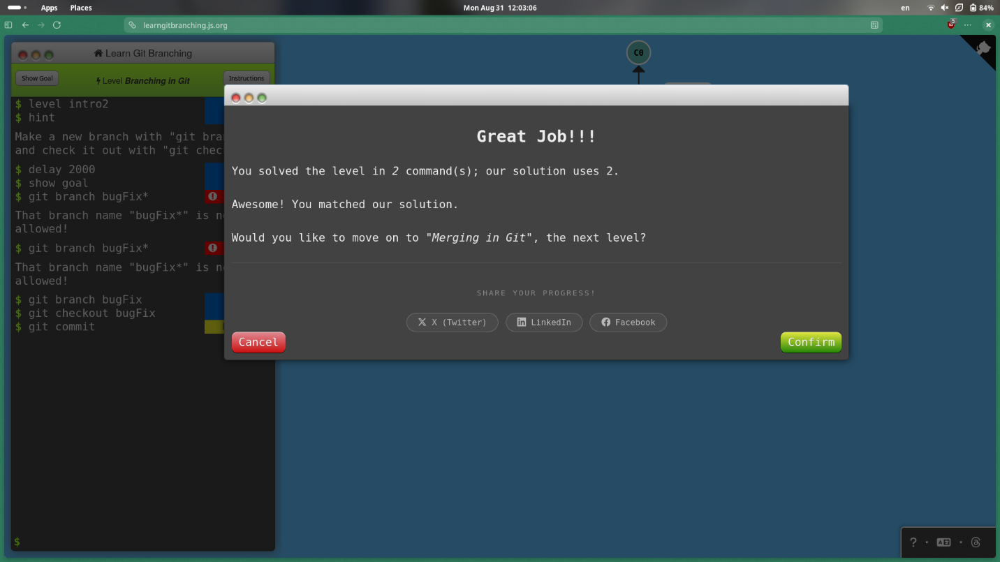 Apps Places Mon Aug 31 12:03:06 en 84%
learngitbranching.js.org 5
Learn Git Branching
C0
Show Goal Level Branching in Git Instructions
$ level intro2
$ hint
Make a new branch with "git bra
and check it out with "git chec
$ delay 2000
$ show goal
$ git branch bugFix*
That branch name "bugFix*" is n
allowed!
$ git branch bugFix*
That branch name "bugFix*" is n
allowed!
$ git branch bugFix
$ git checkout bugFix
$ git commit
$
Great Job!!!
You solved the level in 2 command(s); our solution uses 2.
Awesome! You matched our solution.
Would you like to move on to "Merging in Git", the next level?
SHARE YOUR PROGRESS!
X (Twitter) LinkedIn Facebook
Cancel Confirm
? · ·